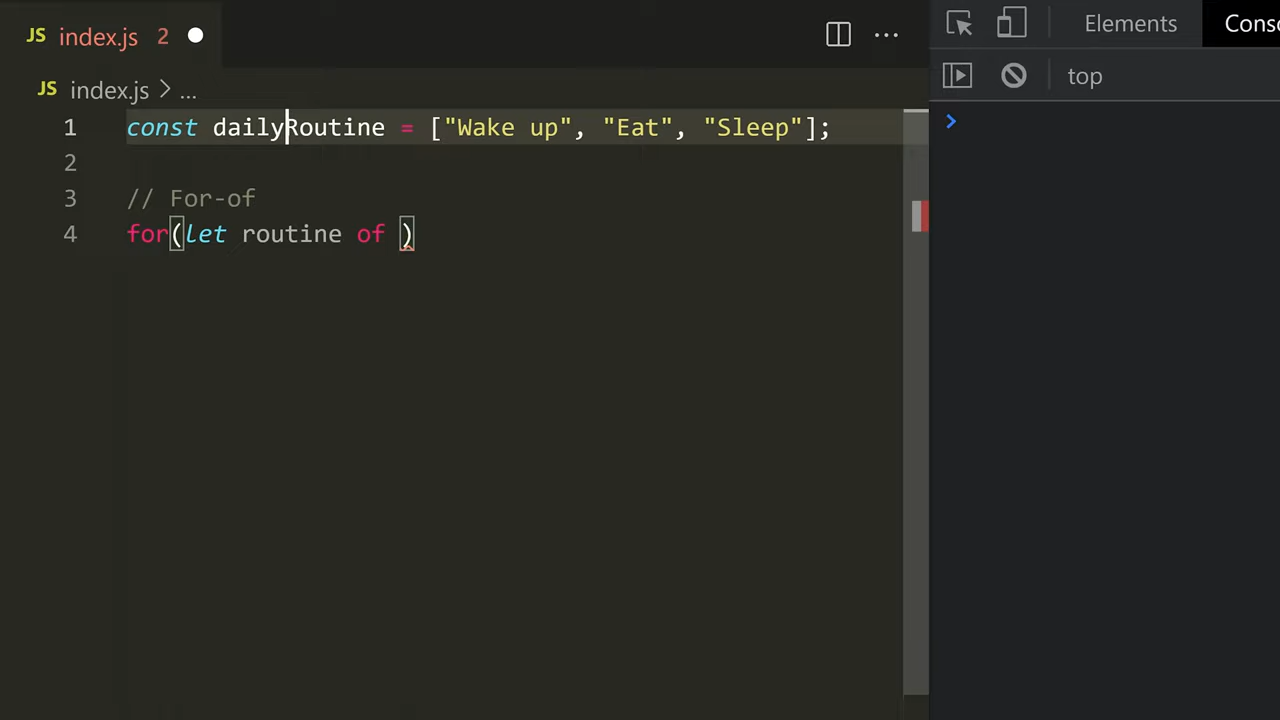 JS index.js 2
JS index.js > ...
1 const dailyRoutine = ["Wake up", "Eat", "Sleep"];
2
3 // For-of
4 for(let routine of )
Elements Conso
top
>